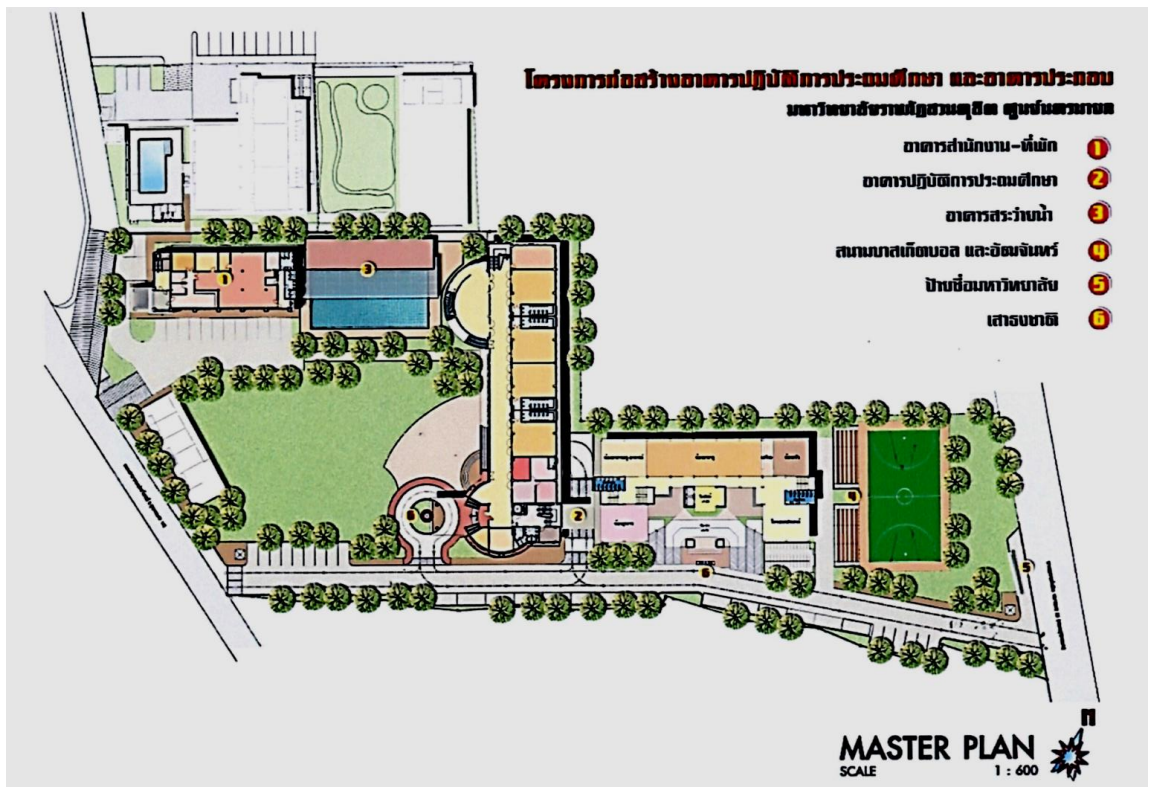 โครงการก่อสร้างอาคารปฏิบัติการประถมศึกษา และอาคารประกอบ
มหาวิทยาลัยราชภัฏสวนดุสิต ศูนย์นครนายก
อาคารสำนักงาน-ที่พัก 1
อาคารปฏิบัติการประถมศึกษา 2
อาคารสระว่ายน้ำ 3
สนามบาสเก็ตบอล และอัฒจันทร์ 4
ป้ายชื่อมหาวิทยาลัย 5
เสาธงชาติ 6
1
3
4
2
5
6
6
MASTER PLAN
SCALE 1 : 600